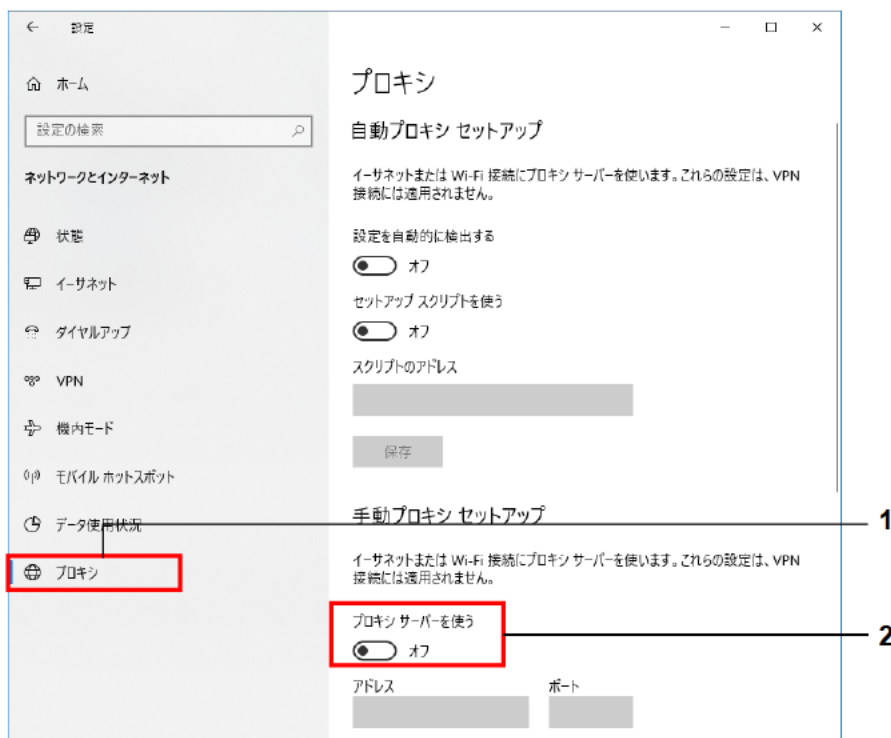 設定
ホーム
設定の検索
ネットワークとインターネット
状態
イーサネット
ダイヤルアップ
VPN
機内モード
モバイル ホットスポット
データ使用状況
プロキシ
プロキシ
自動プロキシ セットアップ
イーサネットまたは Wi-Fi 接続にプロキシ サーバーを使います。これらの設定は、VPN
接続には適用されません。
設定を自動的に検出する
オフ
セットアップ スクリプトを使う
オフ
スクリプトのアドレス
保存
手動プロキシ セットアップ
イーサネットまたは Wi-Fi 接続にプロキシ サーバーを使います。これらの設定は、VPN
接続には適用されません。
プロキシ サーバーを使う
オフ
アドレス
ポート
1
2